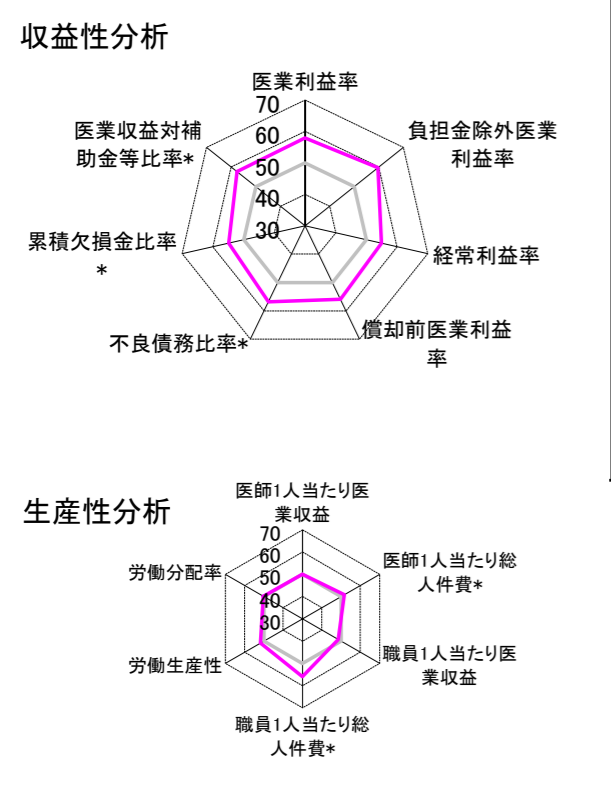 収益性分析
医業利益率
70
60
50
40
30
負担金除外医業
利益率
経常利益率
償却前医業利益
率
不良債務比率*
累積欠損金比率
*
医業収益対補
助金等比率*
生産性分析
医師1人当たり医
業収益
70
60
50
40
30
医師1人当たり総
人件費*
職員1人当たり医
業収益
職員1人当たり総
人件費*
労働生産性
労働分配率